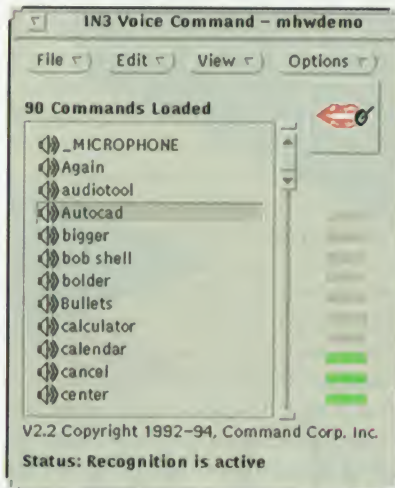 IN3 Voice Command – mhwdemo
File Edit View Options
90 Commands Loaded
_MICROPHONE
Again
audiotool
Autocad
bigger
bob shell
bolder
Bullets
calculator
calendar
cancel
center
V2.2 Copyright 1992–94, Command Corp. Inc.
Status: Recognition is active